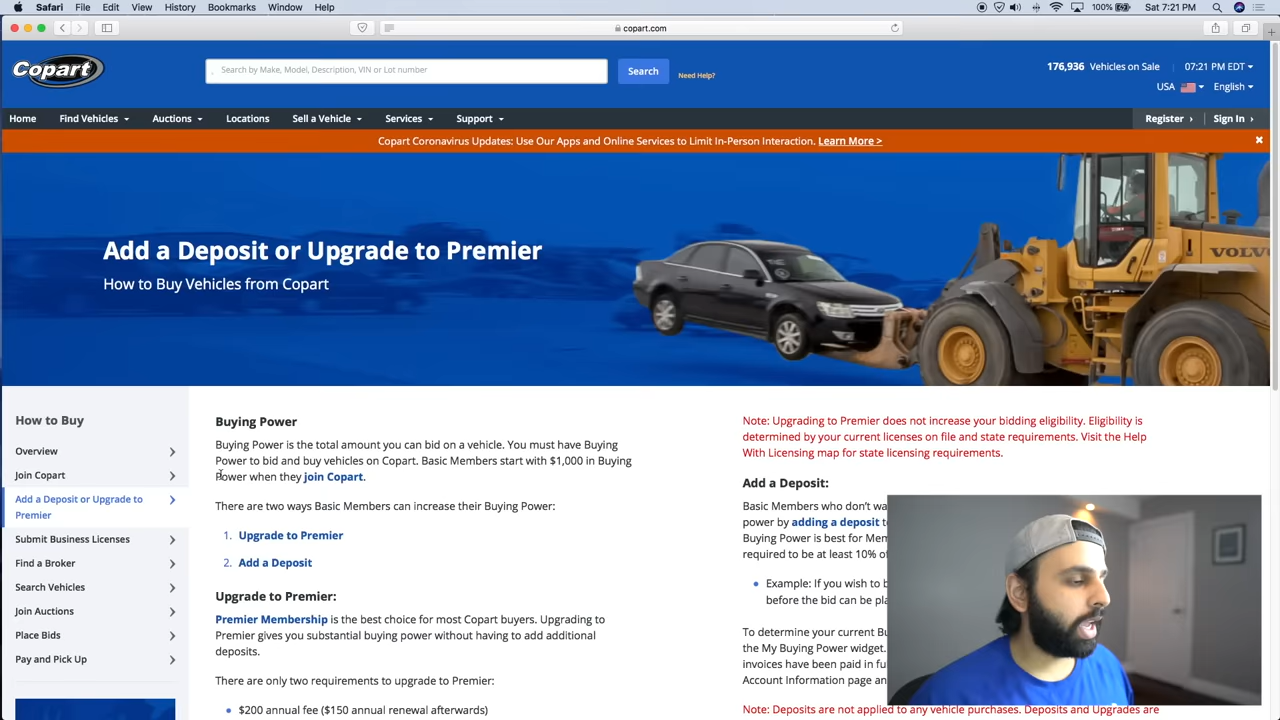 Safari File Edit View History Bookmarks Window Help 100% Sat 7:21 PM
copart.com
Copart
Search by Make, Model, Description, VIN or Lot number
Search
Need Help?
176,936 Vehicles on Sale 07:21 PM EDT
USA English
Home Find Vehicles Auctions Locations Sell a Vehicle Services Support Register Sign In
Copart Coronavirus Updates: Use Our Apps and Online Services to Limit In-Person Interaction. Learn More >
Add a Deposit or Upgrade to Premier
How to Buy Vehicles from Copart
VOLV
How to Buy
Overview
Join Copart
Add a Deposit or Upgrade to
Premier
Submit Business Licenses
Find a Broker
Search Vehicles
Join Auctions
Place Bids
Pay and Pick Up
Buying Power
Buying Power is the total amount you can bid on a vehicle. You must have Buying
Power to bid and buy vehicles on Copart. Basic Members start with $1,000 in Buying
Power when they join Copart.
There are two ways Basic Members can increase their Buying Power:
1. Upgrade to Premier
2. Add a Deposit
Upgrade to Premier:
Premier Membership is the best choice for most Copart buyers. Upgrading to
Premier gives you substantial buying power without having to add additional
deposits.
There are only two requirements to upgrade to Premier:
• $200 annual fee ($150 annual renewal afterwards)
Note: Upgrading to Premier does not increase your bidding eligibility. Eligibility is
determined by your current licenses on file and state requirements. Visit the Help
With Licensing map for state licensing requirements.
Add a Deposit:
Basic Members who don't wa
power by adding a deposit t
Buying Power is best for Mem
required to be at least 10% of
• Example: If you wish to b
before the bid can be pla
To determine your current Bu
the My Buying Power widget.
invoices have been paid in fu
Account Information page an
Note: Deposits are not applied to any vehicle purchases. Deposits and Upgrades are